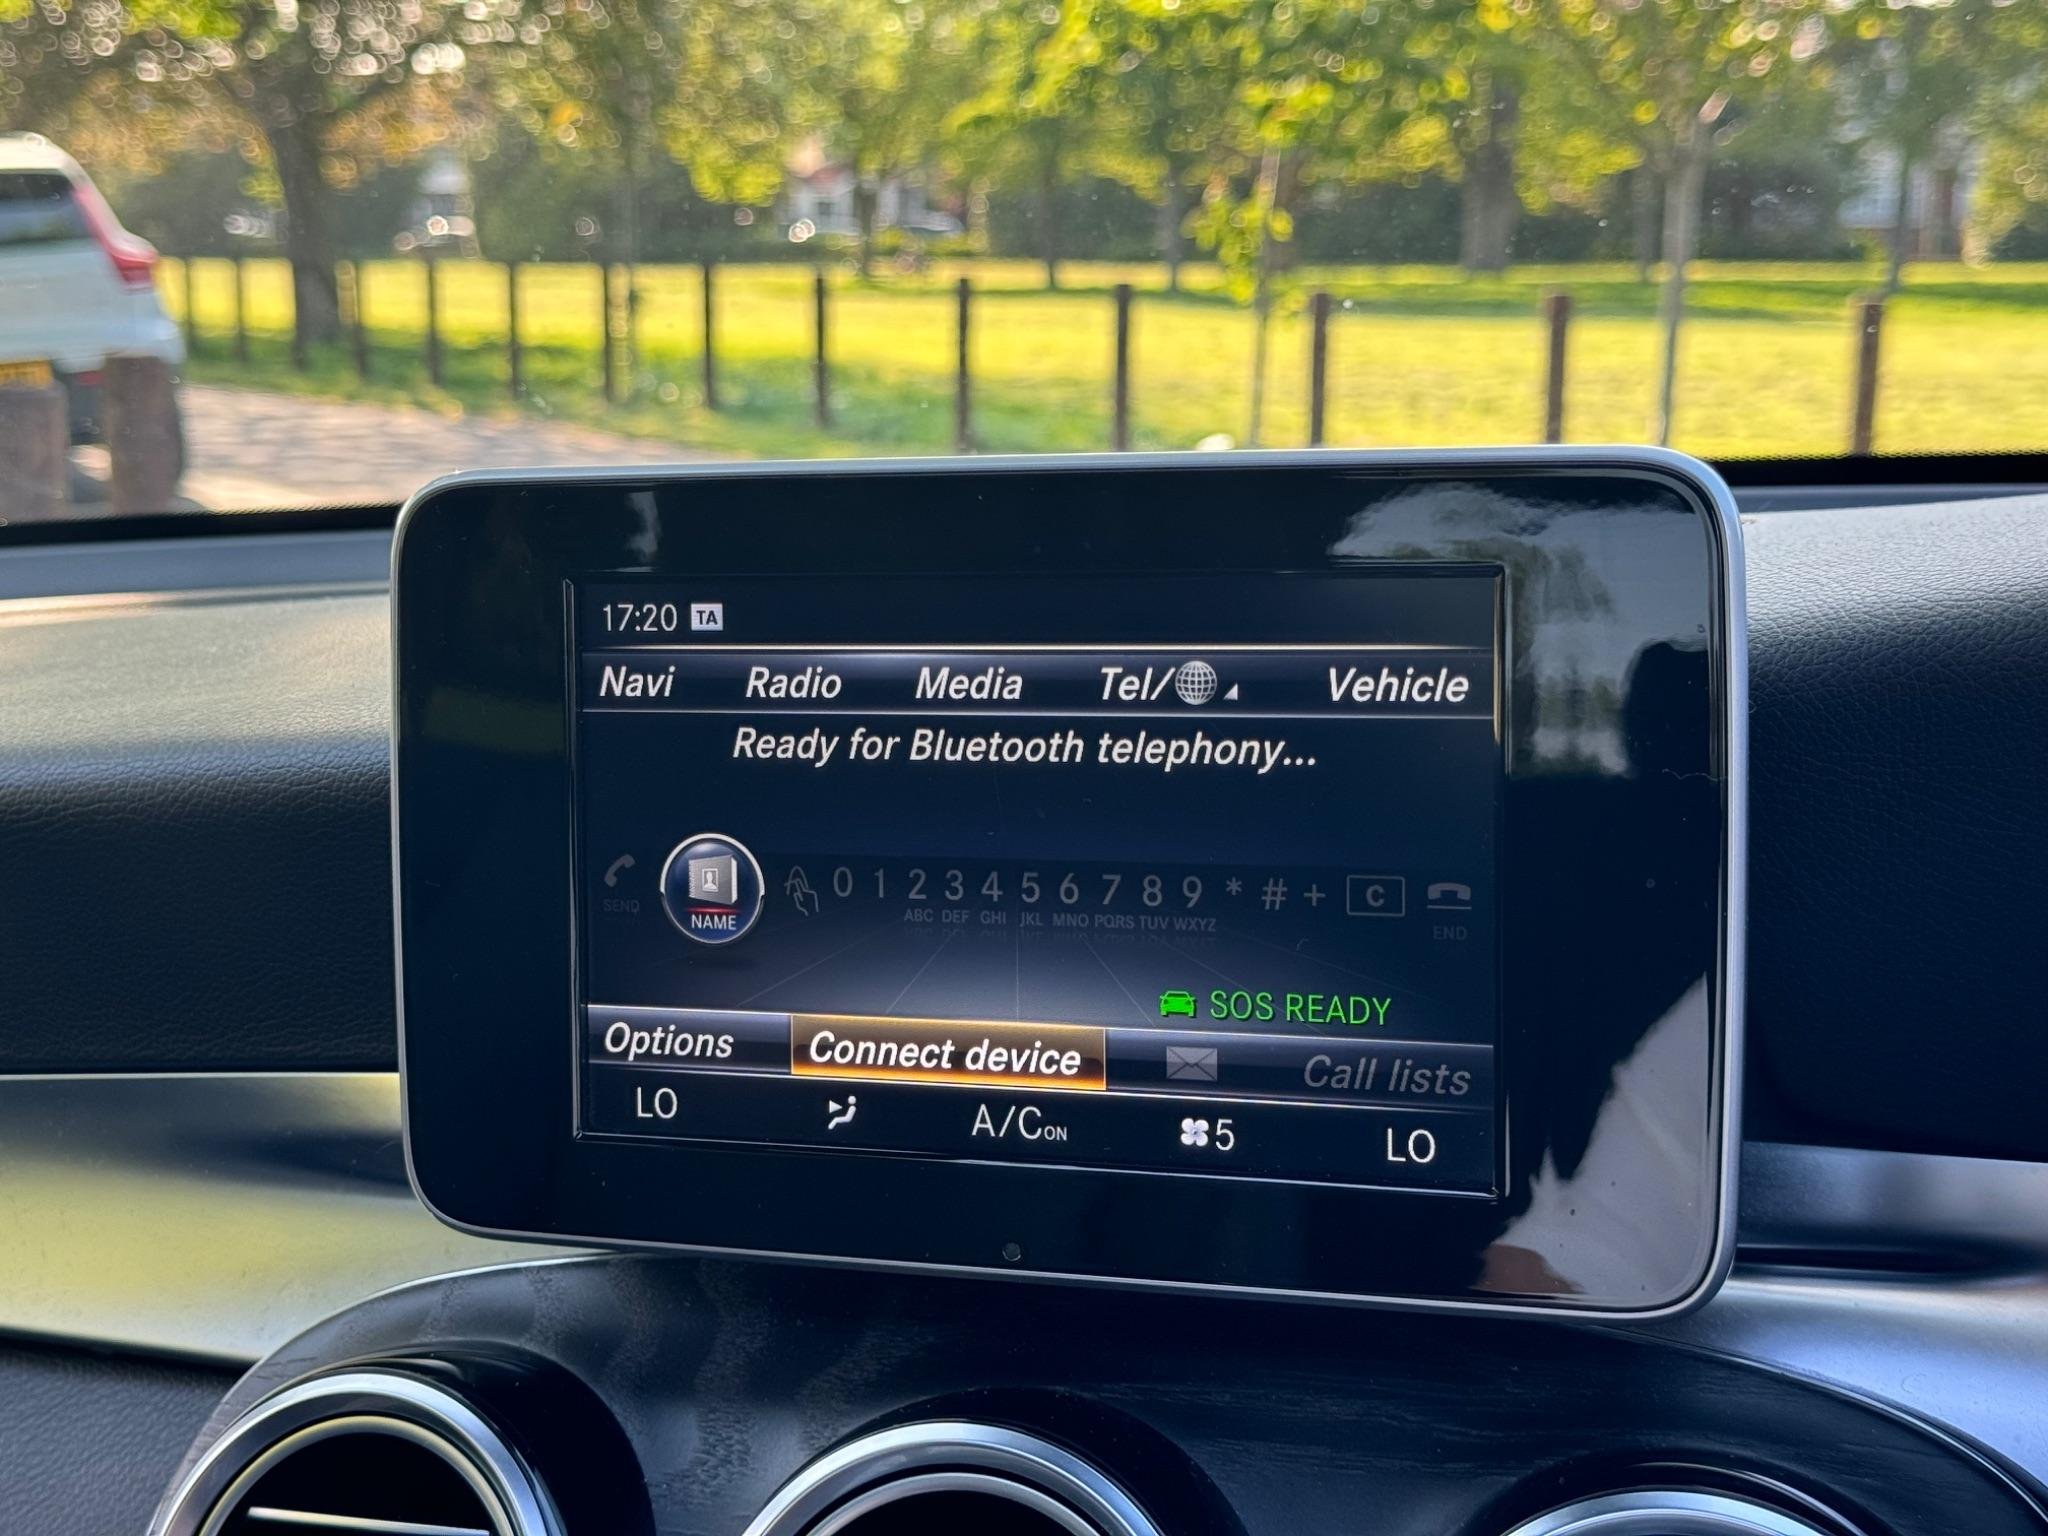 17:20 TA
Navi Radio Media Tel/ Vehicle
Ready for Bluetooth telephony...
SEND NAME 0 1 2 3 4 5 6 7 8 9 * # + C END
ABC DEF GHI JKL MNO PQRS TUV WXYZ
SOS READY
Options Connect device Call lists
LO A/C ON 5 LO